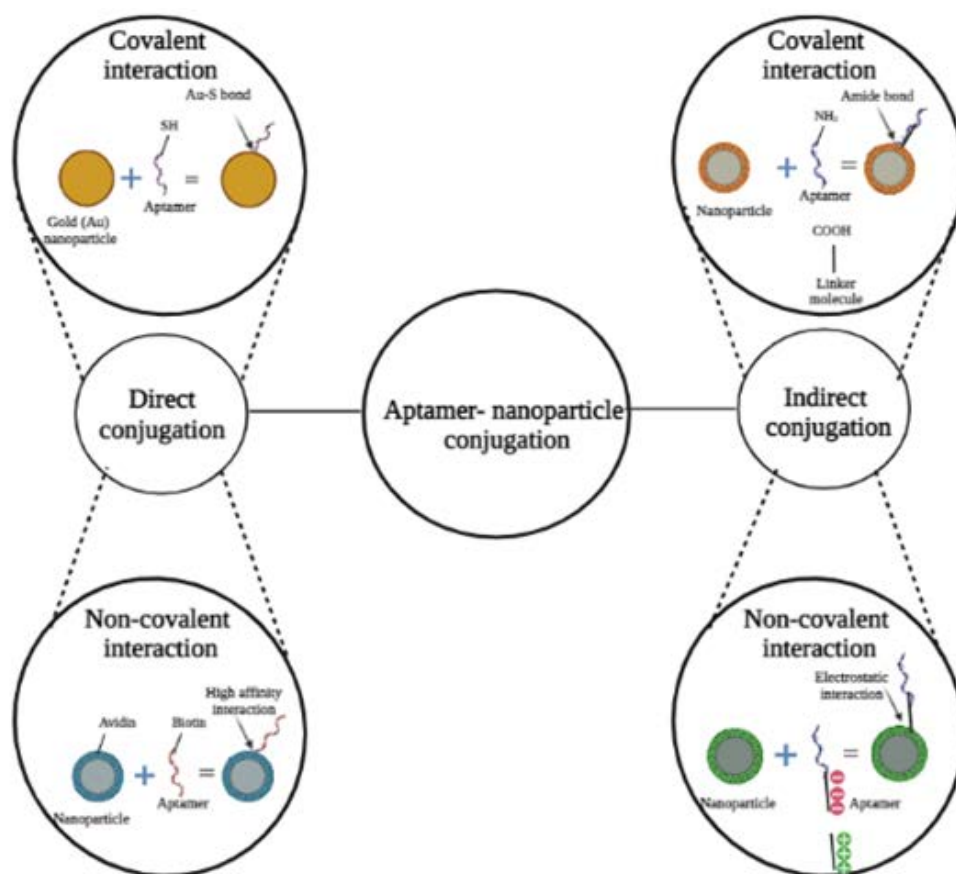 Covalent
interaction
Au-S bond
SH
+
=
Aptamer
Gold (Au)
nanoparticle
Covalent
interaction
Amide bond
NH₂
+
=
Nanoparticle
Aptamer
COOH
Linker
molecule
Direct
conjugation
Aptamer- nanoparticle
conjugation
Indirect
conjugation
Non-covalent
interaction
High affinity
interaction
Avidin
Biotin
+
=
Aptamer
Nanoparticle
Non-covalent
interaction
Electrostatic
interaction
+
=
Nanoparticle
Aptamer